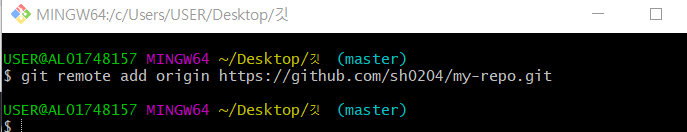 MINGW64:/c/Users/USER/Desktop/깃
USER@AL01748157 MINGW64 ~/Desktop/깃 (master)
$ git remote add origin https://github.com/sh0204/my-repo.git
USER@AL01748157 MINGW64 ~/Desktop/깃 (master)
$